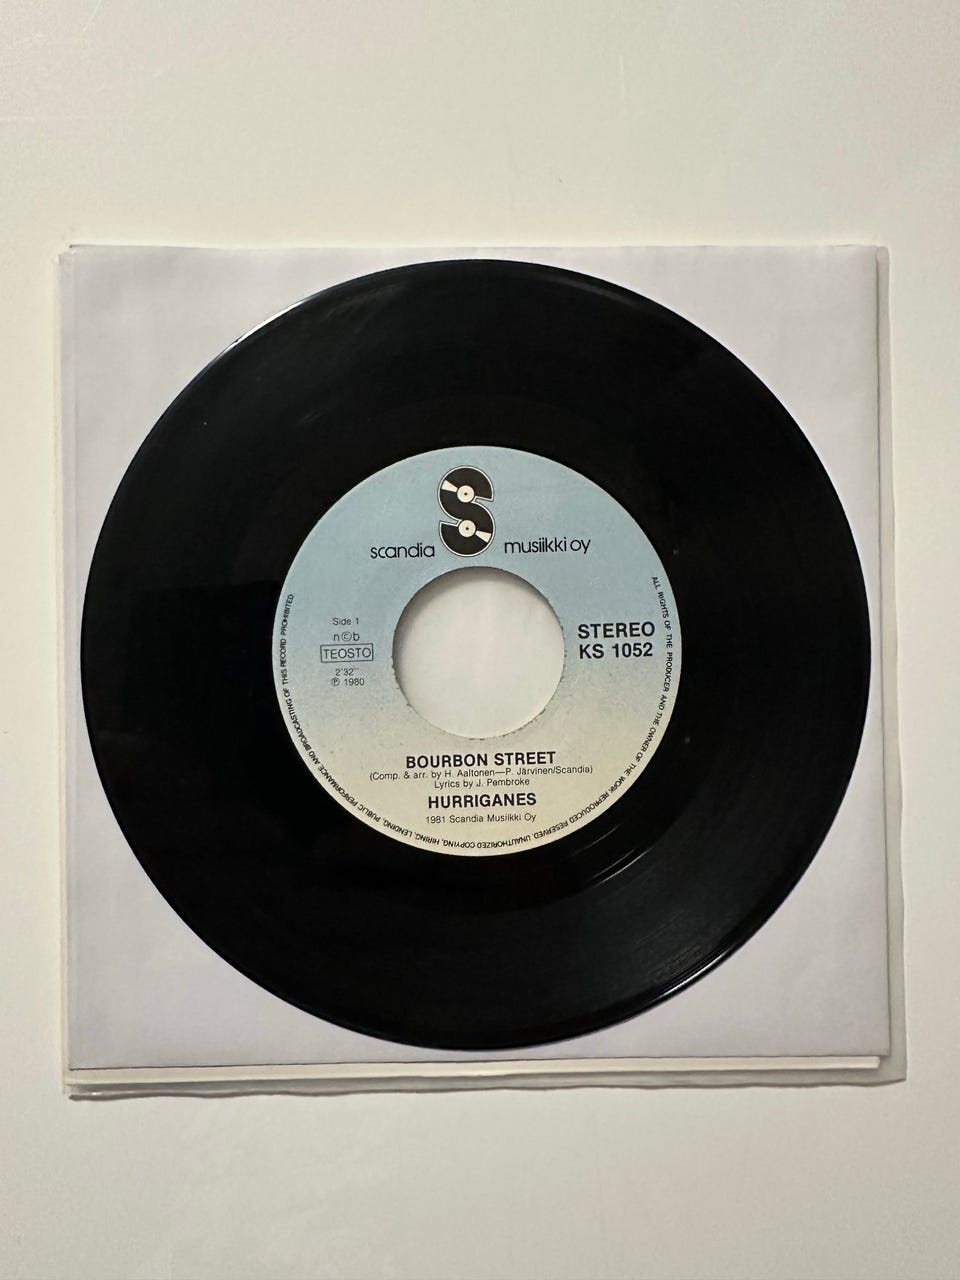 scandia musiikki oy
Side 1
n©b
TEOSTO
2'32''
℗ 1980
STEREO
KS 1052
BOURBON STREET
(Comp. & arr. by H. Aaltonen—P. Järvinen/Scandia)
Lyrics by J. Pembroke
HURRIGANES
1981 Scandia Musiikki Oy
ALL RIGHTS OF THE PRODUCER AND THE OWNER OF THE WORK REPRODUCED RESERVED. UNAUTHORIZED COPYING, HIRING, LENDING, PUBLIC PERFORMANCE AND BROADCASTING OF THIS RECORD PROHIBITED